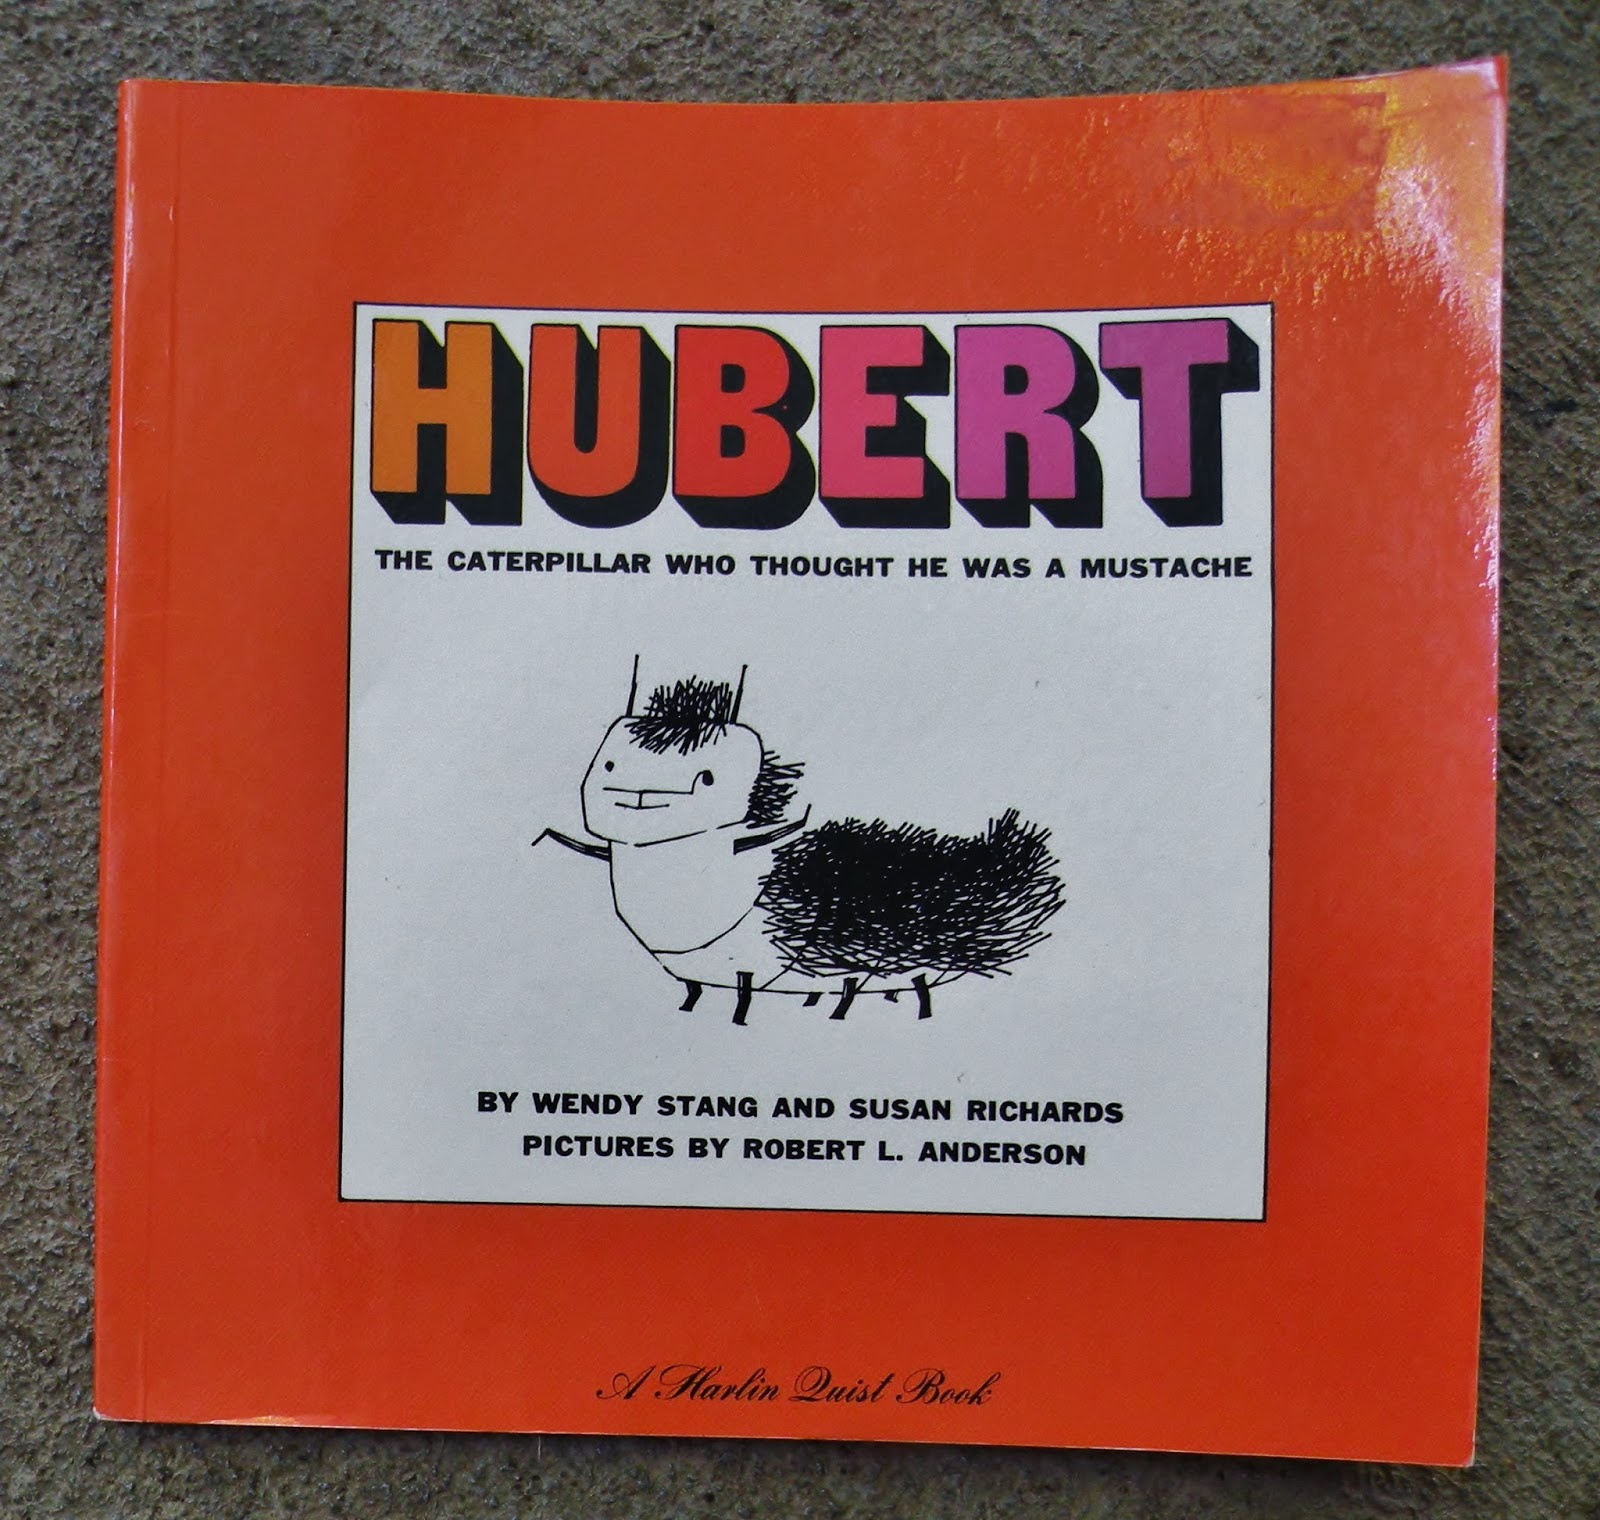 HUBERT
THE CATERPILLAR WHO THOUGHT HE WAS A MUSTACHE
BY WENDY STANG AND SUSAN RICHARDS
PICTURES BY ROBERT L. ANDERSON
A Harlin Quist Book